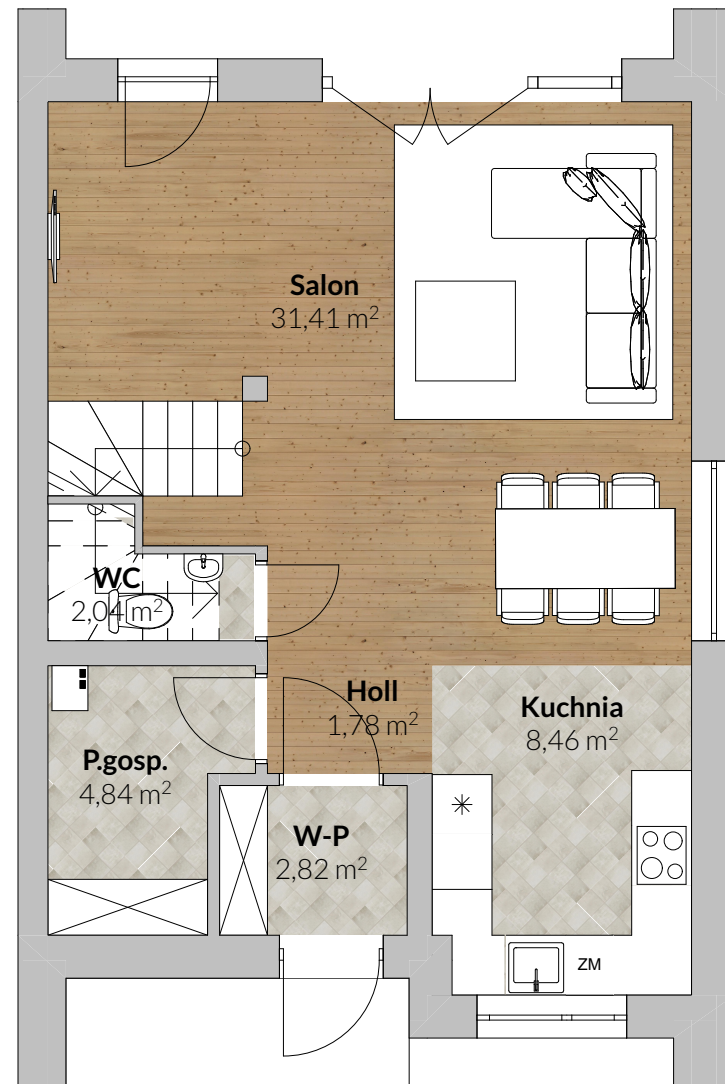 Salon
31,41 m²
WC
2,04 m²
Holl
1,78 m²
Kuchnia
8,46 m²
P.gosp.
4,84 m²
W-P
2,82 m²
ZM